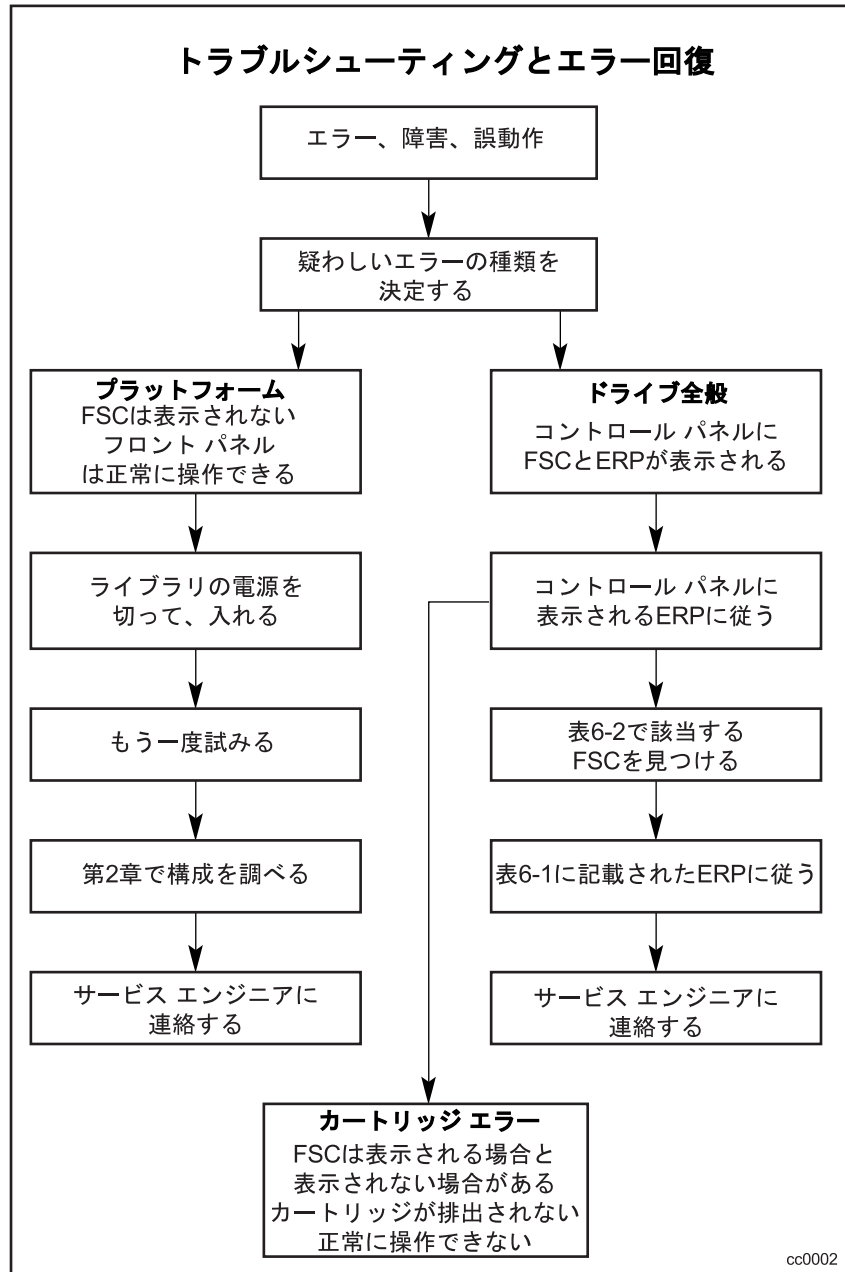 トラブルシューティングとエラー回復
エラー、障害、誤動作
疑わしいエラーの種類を
決定する
プラットフォーム
FSCは表示されない
フロント パネル
は正常に操作できる
ドライブ全般
コントロール パネルに
FSCとERPが表示される
ライブラリの電源を
切って、入れる
コントロール パネルに
表示されるERPに従う
もう一度試みる
表6-2で該当する
FSCを見つける
第2章で構成を調べる
表6-1に記載されたERPに従う
サービス エンジニアに
連絡する
サービス エンジニアに
連絡する
カートリッジ エラー
FSCは表示される場合と
表示されない場合がある
カートリッジが排出されない
正常に操作できない
cc0002